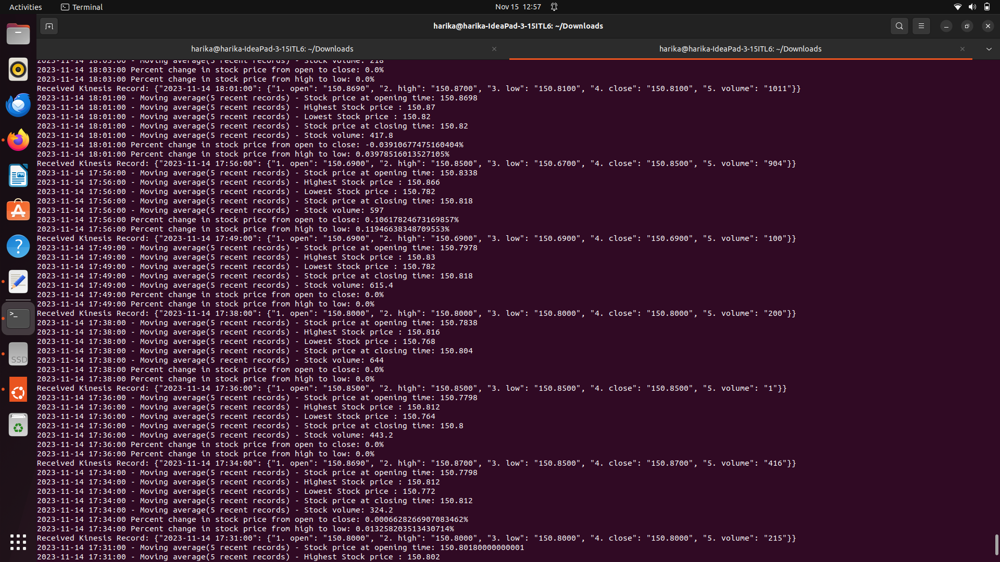 Activities
Terminal
Nov 15 12:57
harika@harika-IdeaPad-3-15ITL6: ~/Downloads
harika@harika-IdeaPad-3-15ITL6: ~/Downloads
harika@harika-IdeaPad-3-15ITL6: ~/Downloads
2023-11-14 18:03:00 - Moving average(5 recent records) - Stock volume: 218
2023-11-14 18:03:00 Percent change in stock price from open to close: 0.0%
2023-11-14 18:03:00 Percent change in stock price from high to low: 0.0%
Received Kinesis Record: {"2023-11-14 18:01:00": {"1. open": "150.8690", "2. high": "150.8700", "3. low": "150.8100", "4. close": "150.8100", "5. volume": "1011"}}
2023-11-14 18:01:00 - Moving average(5 recent records) - Stock price at opening time: 150.8698
2023-11-14 18:01:00 - Moving average(5 recent records) - Highest Stock price : 150.87
2023-11-14 18:01:00 - Moving average(5 recent records) - Lowest Stock price : 150.82
2023-11-14 18:01:00 - Moving average(5 recent records) - Stock price at closing time: 150.82
2023-11-14 18:01:00 - Moving average(5 recent records) - Stock volume: 417.8
2023-11-14 18:01:00 Percent change in stock price from open to close: -0.03910677475160404%
2023-11-14 18:01:00 Percent change in stock price from high to low: 0.03978516013527105%
Received Kinesis Record: {"2023-11-14 17:56:00": {"1. open": "150.6900", "2. high": "150.8500", "3. low": "150.6700", "4. close": "150.8500", "5. volume": "904"}}
2023-11-14 17:56:00 - Moving average(5 recent records) - Stock price at opening time: 150.8338
2023-11-14 17:56:00 - Moving average(5 recent records) - Highest Stock price : 150.866
2023-11-14 17:56:00 - Moving average(5 recent records) - Lowest Stock price : 150.782
2023-11-14 17:56:00 - Moving average(5 recent records) - Stock price at closing time: 150.818
2023-11-14 17:56:00 - Moving average(5 recent records) - Stock volume: 597
2023-11-14 17:56:00 Percent change in stock price from open to close: 0.10617824673169857%
2023-11-14 17:56:00 Percent change in stock price from high to low: 0.11946638348709553%
Received Kinesis Record: {"2023-11-14 17:49:00": {"1. open": "150.6900", "2. high": "150.6900", "3. low": "150.6900", "4. close": "150.6900", "5. volume": "100"}}
2023-11-14 17:49:00 - Moving average(5 recent records) - Stock price at opening time: 150.7978
2023-11-14 17:49:00 - Moving average(5 recent records) - Highest Stock price : 150.83
2023-11-14 17:49:00 - Moving average(5 recent records) - Lowest Stock price : 150.782
2023-11-14 17:49:00 - Moving average(5 recent records) - Stock price at closing time: 150.818
2023-11-14 17:49:00 - Moving average(5 recent records) - Stock volume: 615.4
2023-11-14 17:49:00 Percent change in stock price from open to close: 0.0%
2023-11-14 17:49:00 Percent change in stock price from high to low: 0.0%
Received Kinesis Record: {"2023-11-14 17:38:00": {"1. open": "150.8000", "2. high": "150.8000", "3. low": "150.8000", "4. close": "150.8000", "5. volume": "200"}}
2023-11-14 17:38:00 - Moving average(5 recent records) - Stock price at opening time: 150.7838
2023-11-14 17:38:00 - Moving average(5 recent records) - Highest Stock price : 150.816
2023-11-14 17:38:00 - Moving average(5 recent records) - Lowest Stock price : 150.768
2023-11-14 17:38:00 - Moving average(5 recent records) - Stock price at closing time: 150.804
2023-11-14 17:38:00 - Moving average(5 recent records) - Stock volume: 644
2023-11-14 17:38:00 Percent change in stock price from open to close: 0.0%
2023-11-14 17:38:00 Percent change in stock price from high to low: 0.0%
Received Kinesis Record: {"2023-11-14 17:36:00": {"1. open": "150.8500", "2. high": "150.8500", "3. low": "150.8500", "4. close": "150.8500", "5. volume": "1"}}
2023-11-14 17:36:00 - Moving average(5 recent records) - Stock price at opening time: 150.7798
2023-11-14 17:36:00 - Moving average(5 recent records) - Highest Stock price : 150.812
2023-11-14 17:36:00 - Moving average(5 recent records) - Lowest Stock price : 150.764
2023-11-14 17:36:00 - Moving average(5 recent records) - Stock price at closing time: 150.8
2023-11-14 17:36:00 - Moving average(5 recent records) - Stock volume: 443.2
2023-11-14 17:36:00 Percent change in stock price from open to close: 0.0%
2023-11-14 17:36:00 Percent change in stock price from high to low: 0.0%
Received Kinesis Record: {"2023-11-14 17:34:00": {"1. open": "150.8690", "2. high": "150.8700", "3. low": "150.8500", "4. close": "150.8700", "5. volume": "416"}}
2023-11-14 17:34:00 - Moving average(5 recent records) - Stock price at opening time: 150.7798
2023-11-14 17:34:00 - Moving average(5 recent records) - Highest Stock price : 150.812
2023-11-14 17:34:00 - Moving average(5 recent records) - Lowest Stock price : 150.772
2023-11-14 17:34:00 - Moving average(5 recent records) - Stock price at closing time: 150.812
2023-11-14 17:34:00 - Moving average(5 recent records) - Stock volume: 324.2
2023-11-14 17:34:00 Percent change in stock price from open to close: 0.0006628266907083462%
2023-11-14 17:34:00 Percent change in stock price from high to low: 0.013258203513430714%
Received Kinesis Record: {"2023-11-14 17:31:00": {"1. open": "150.8000", "2. high": "150.8000", "3. low": "150.8000", "4. close": "150.8000", "5. volume": "215"}}
2023-11-14 17:31:00 - Moving average(5 recent records) - Stock price at opening time: 150.80180000000001
2023-11-14 17:31:00 - Moving average(5 recent records) - Highest Stock price : 150.802
SSD